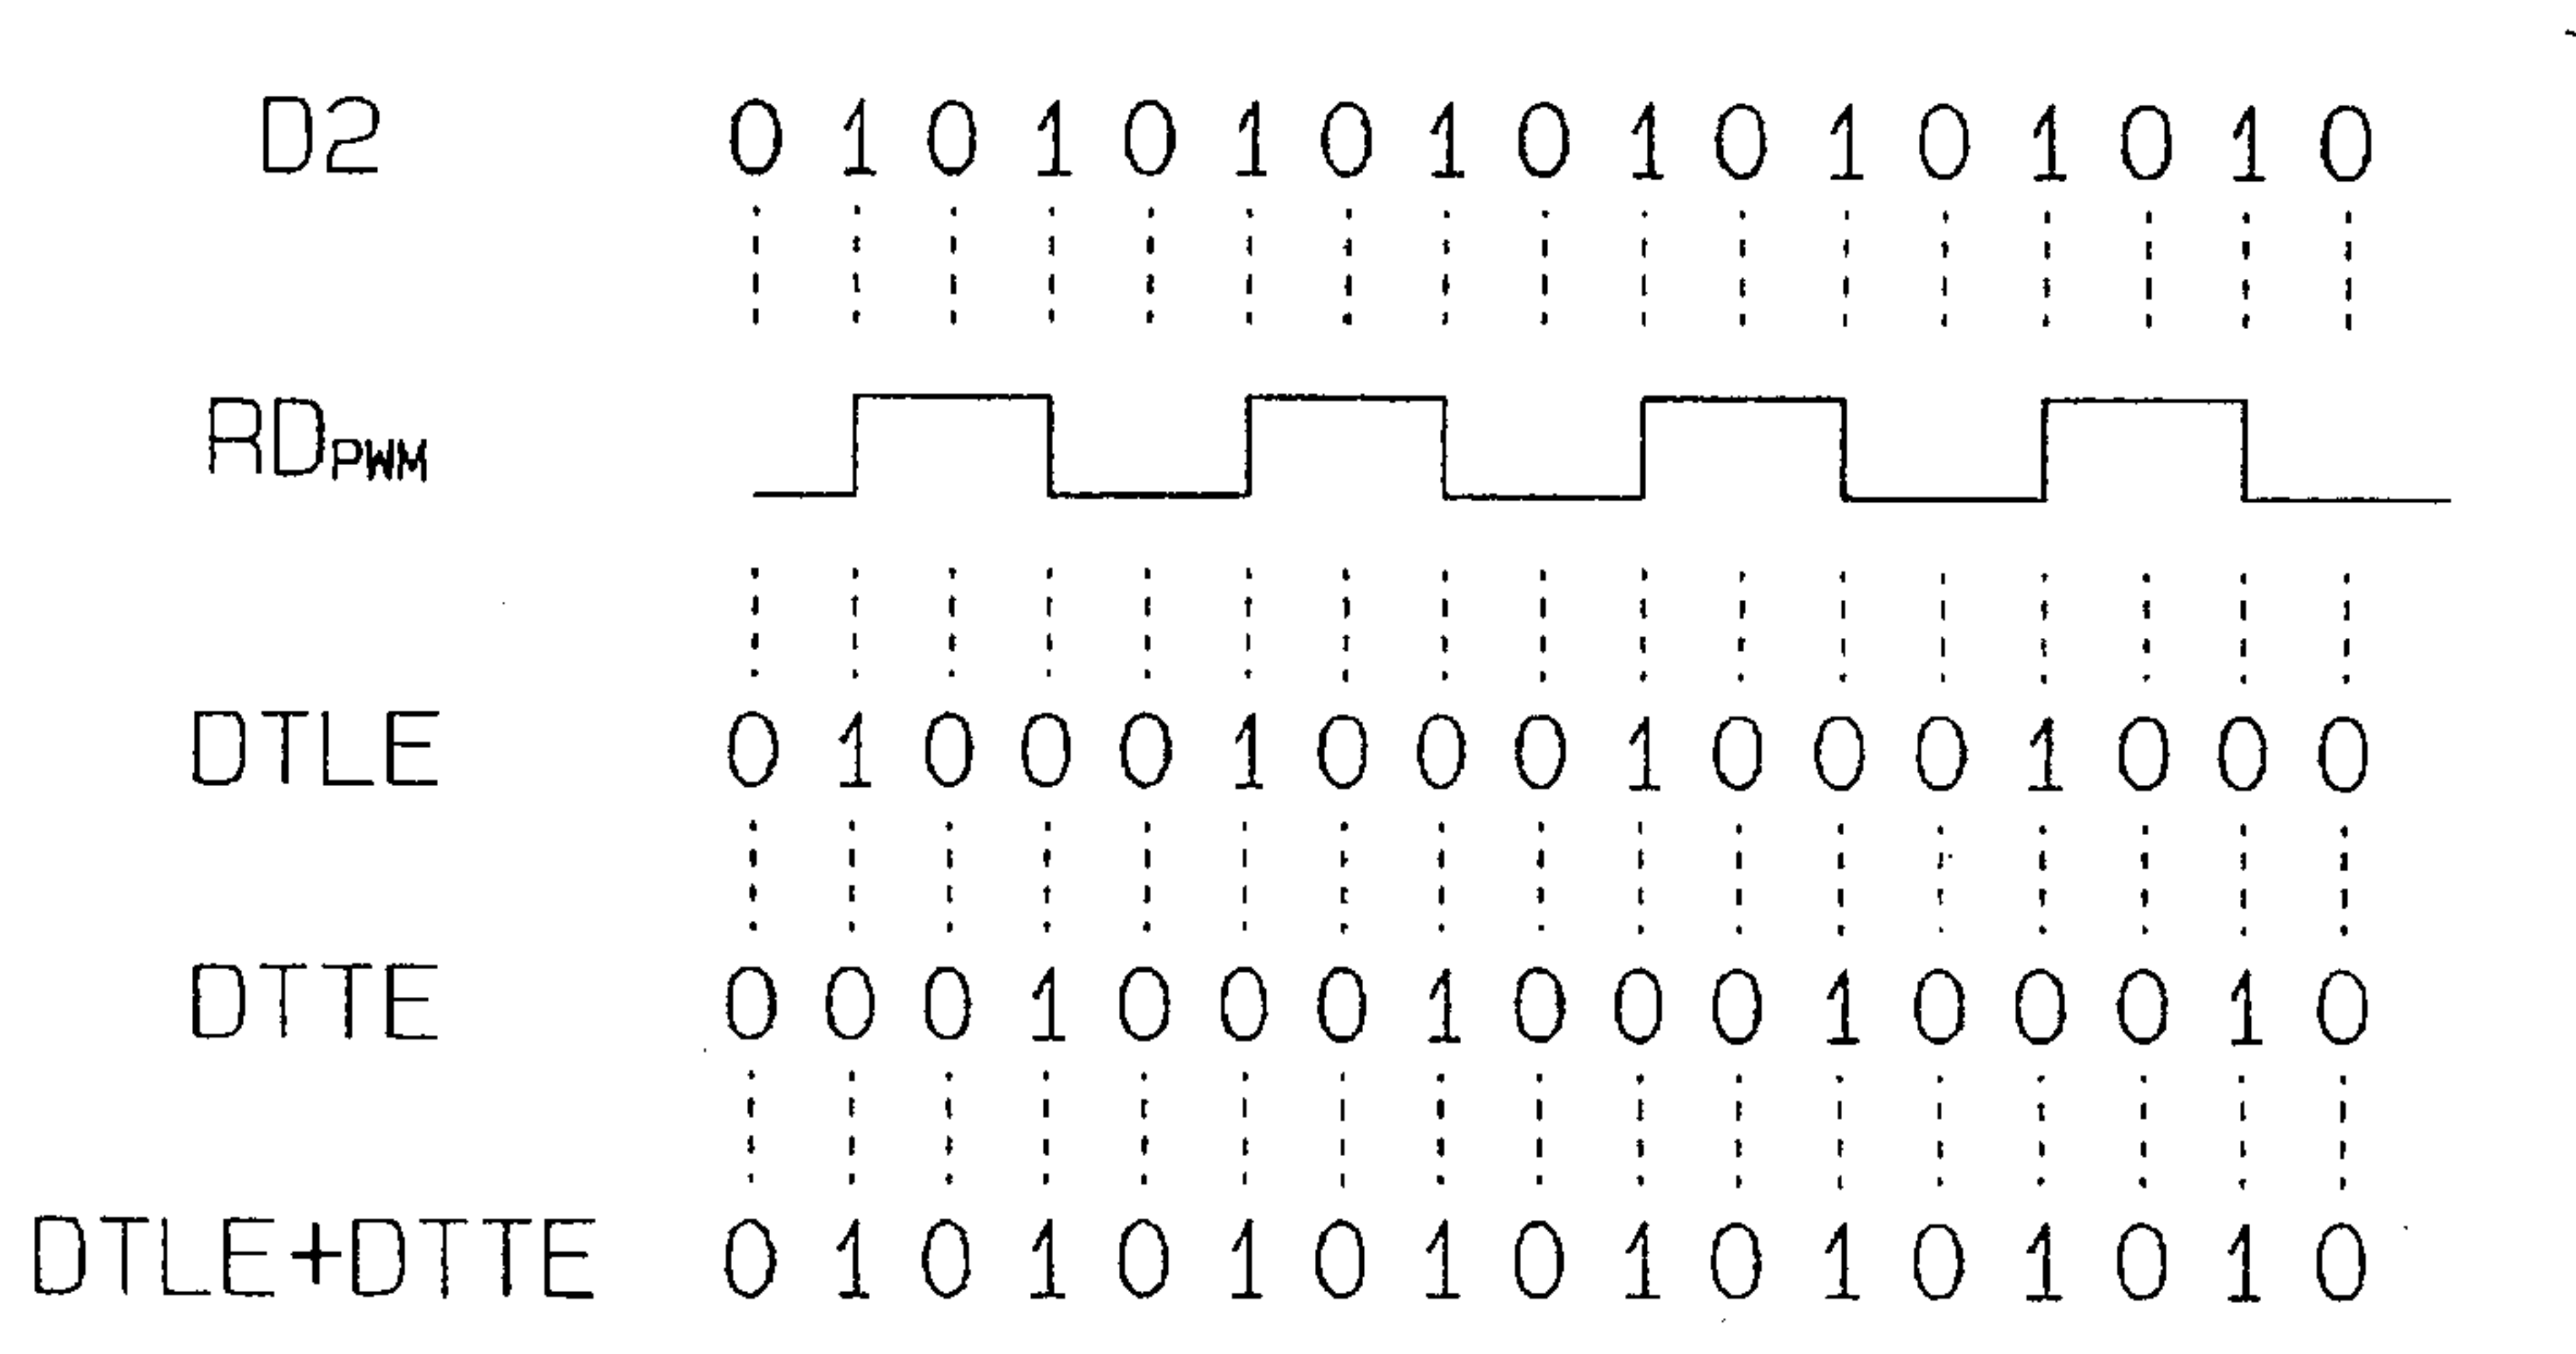 D2 0 1 0 1 0 1 0 1 0 1 0 1 0 1 0 1 0
RDPWM
DTLE 0 1 0 0 0 1 0 0 0 1 0 0 0 1 0 0 0
DTTE 0 0 0 1 0 0 0 1 0 0 0 1 0 0 0 1 0
DTLE+DTTE 0 1 0 1 0 1 0 1 0 1 0 1 0 1 0 1 0